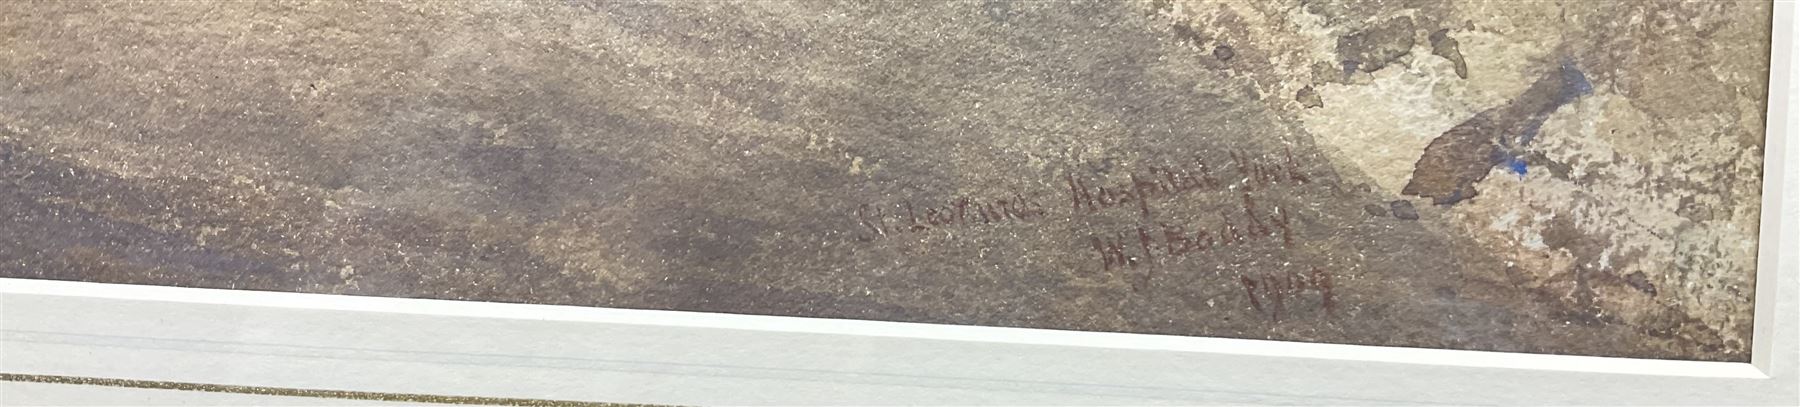 St. Leonards Hospital York
W. J. Boddy
1909